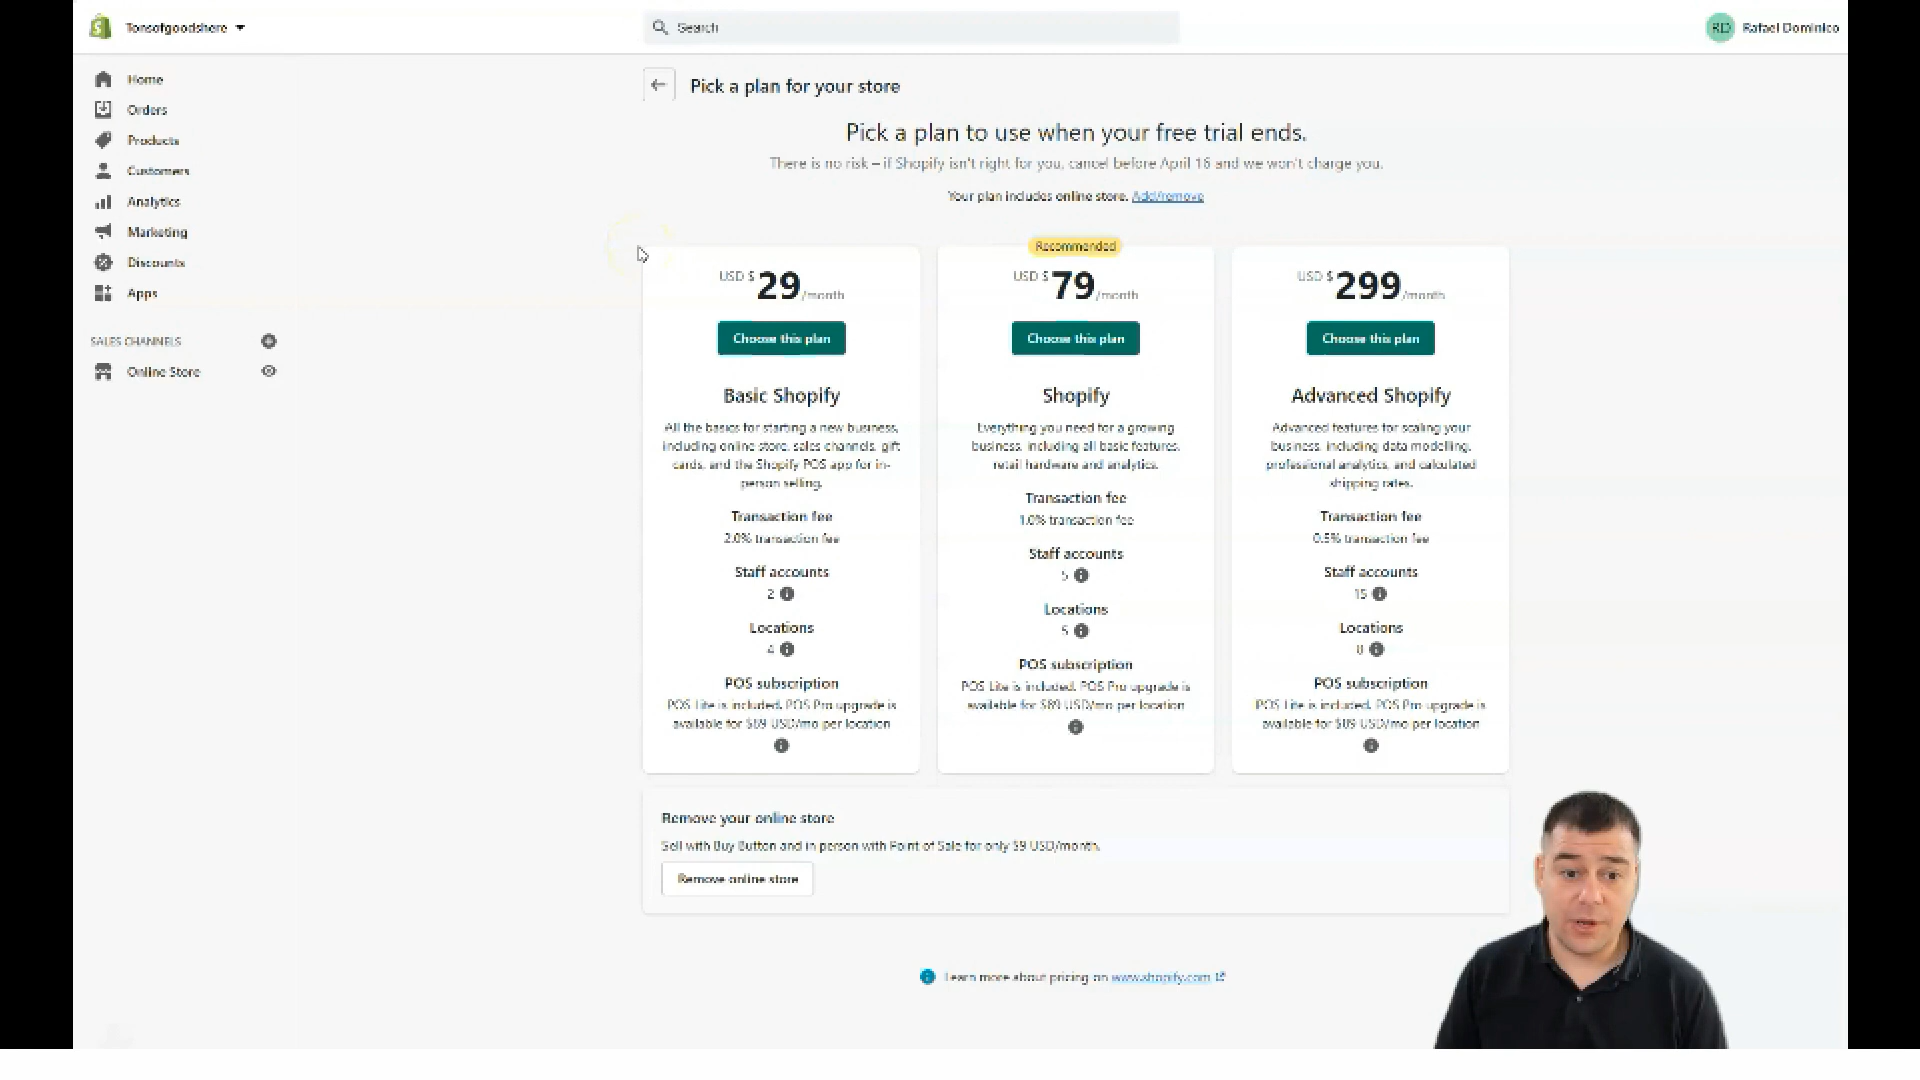 Tonsofgoodshere
Search
RD Rafael Dominico
Home
Orders
Products
Customers
Analytics
Marketing
Discounts
Apps
SALES CHANNELS
Online Store
Pick a plan for your store
Pick a plan to use when your free trial ends.
There is no risk – if Shopify isn't right for you, cancel before April 16 and we won't charge you.
Your plan includes online store. Add/remove
USD $ 29 /month
Choose this plan
Basic Shopify
All the basics for starting a new business,
including online store, sales channels, gift
cards, and the Shopify POS app for in-
person selling.
Transaction fee
2.0% transaction fee
Staff accounts
2
Locations
4
POS subscription
POS Lite is included. POS Pro upgrade is
available for $89 USD/mo per location
Recommended
USD $ 79 /month
Choose this plan
Shopify
Everything you need for a growing
business, including all basic features,
retail hardware and analytics.
Transaction fee
1.0% transaction fee
Staff accounts
5
Locations
5
POS subscription
POS Lite is included. POS Pro upgrade is
available for $89 USD/mo per location
USD $ 299 /month
Choose this plan
Advanced Shopify
Advanced features for scaling your
business, including data modelling,
professional analytics, and calculated
shipping rates.
Transaction fee
0.5% transaction fee
Staff accounts
15
Locations
8
POS subscription
POS Lite is included. POS Pro upgrade is
available for $89 USD/mo per location
Remove your online store
Sell with Buy Button and in person with Point of Sale for only $9 USD/month.
Remove online store
Learn more about pricing on www.shopify.com